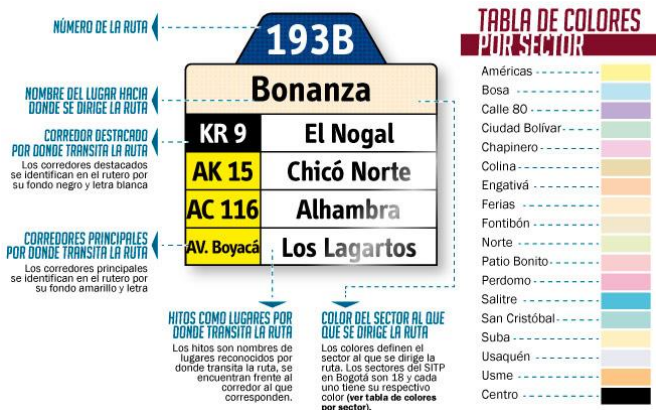 NÚMERO DE LA RUTA
193B
NOMBRE DEL LUGAR HACIA
DONDE SE DIRIGE LA RUTA
Bonanza
CORREDOR DESTACADO
POR DONDE TRANSITA LA RUTA
Los corredores destacados
se identifican en el rutero por
su fondo negro y letra blanca
KR 9 El Nogal
AK 15 Chicó Norte
AC 116 Alhambra
AV. Boyacá Los Lagartos
CORREDORES PRINCIPALES
POR DONDE TRANSITA LA RUTA
Los corredores principales
se identifican en el rutero por
su fondo amarillo y letra
HITOS COMO LUGARES POR
DONDE TRANSITA LA RUTA
Los hitos son nombres de
lugares reconocidos por
donde transita la ruta, se
encuentran frente al
corredor al que
corresponden.
COLOR DEL SECTOR AL QUE
QUE SE DIRIGE LA RUTA
Los colores definen el
sector al que se dirige la
ruta. Los sectores del SITP
en Bogotá son 18 y cada
uno tiene su respectivo
color (ver tabla de colores
por sector).
TABLA DE COLORES
POR SECTOR
Américas
Bosa
Calle 80
Ciudad Bolívar
Chapinero
Colina
Engativá
Ferias
Fontibón
Norte
Patio Bonito
Perdomo
Salitre
San Cristóbal
Suba
Usaquén
Usme
Centro